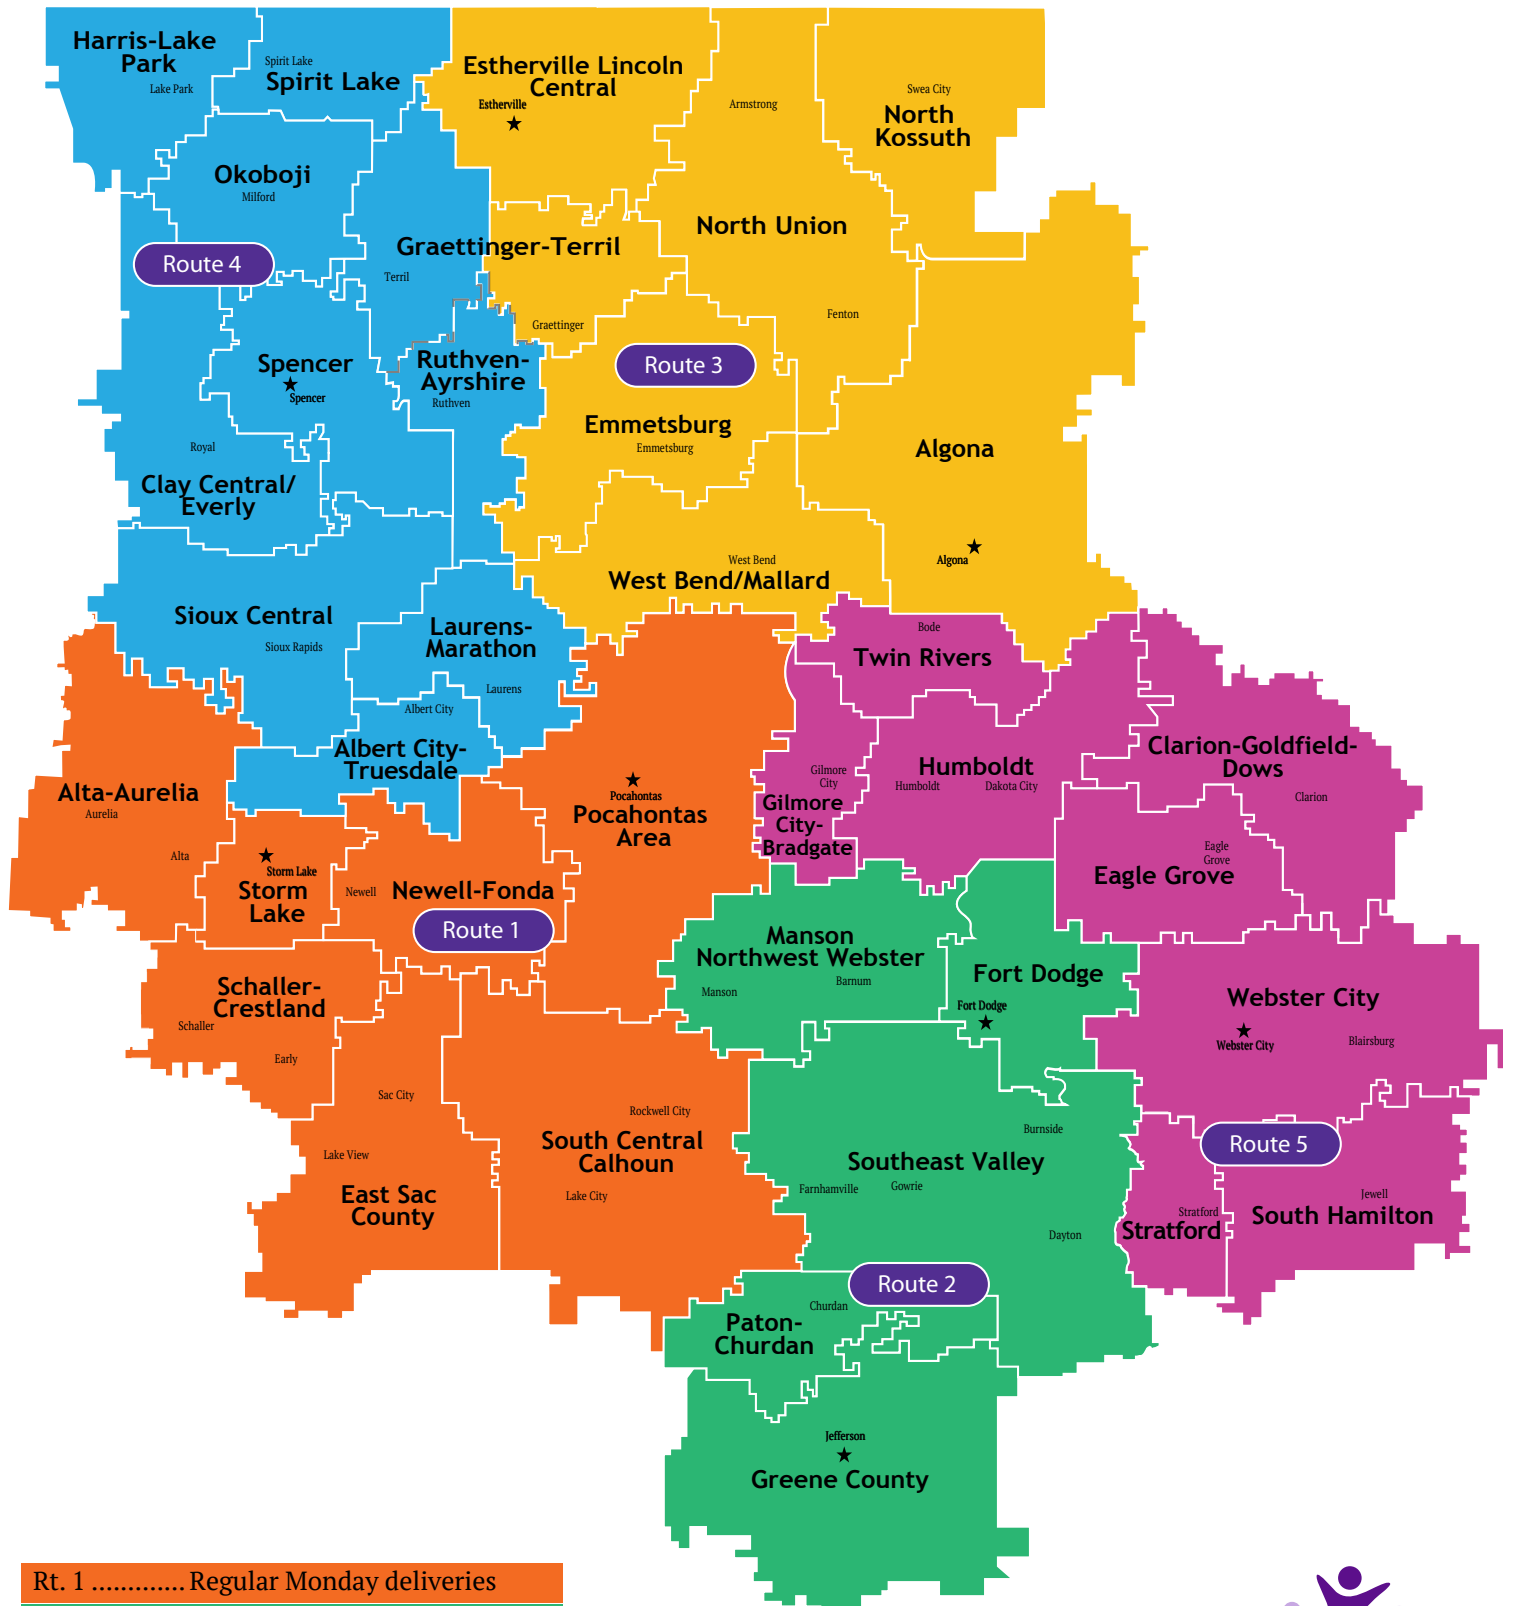 Harris-Lake
Park
Lake Park
Spirit Lake
Spirit Lake
Estherville Lincoln
Central
Estherville
Armstrong
Swea City
North
Kossuth
Okoboji
Milford
Route 4
Graettinger-Terril
Terril
Graettinger
North Union
Fenton
Spencer
Spencer
Ruthven-
Ayrshire
Ruthven
Route 3
Emmetsburg
Emmetsburg
Algona
Algona
Royal
Clay Central/
Everly
West Bend
West Bend/Mallard
Sioux Central
Sioux Rapids
Laurens-
Marathon
Laurens
Bode
Twin Rivers
Albert City
Albert City-
Truesdale
Alta-Aurelia
Aurelia
Alta
Pocahontas
Pocahontas
Area
Gilmore
City
Gilmore
City-
Bradgate
Humboldt
Humboldt
Dakota City
Clarion-Goldfield-
Dows
Clarion
Storm Lake
Storm
Lake
Newell
Newell-Fonda
Route 1
Eagle
Grove
Eagle Grove
Manson
Northwest Webster
Manson
Barnum
Fort Dodge
Fort Dodge
Webster City
Webster City
Blairsburg
Schaller-
Crestland
Schaller
Early
Sac City
Lake View
East Sac
County
Rockwell City
South Central
Calhoun
Lake City
Burnside
Southeast Valley
Farnhamville
Gowrie
Dayton
Route 5
Stratford
Stratford
Jewell
South Hamilton
Route 2
Churdan
Paton-
Churdan
Jefferson
Greene County
Rt. 1 ............. Regular Monday deliveries